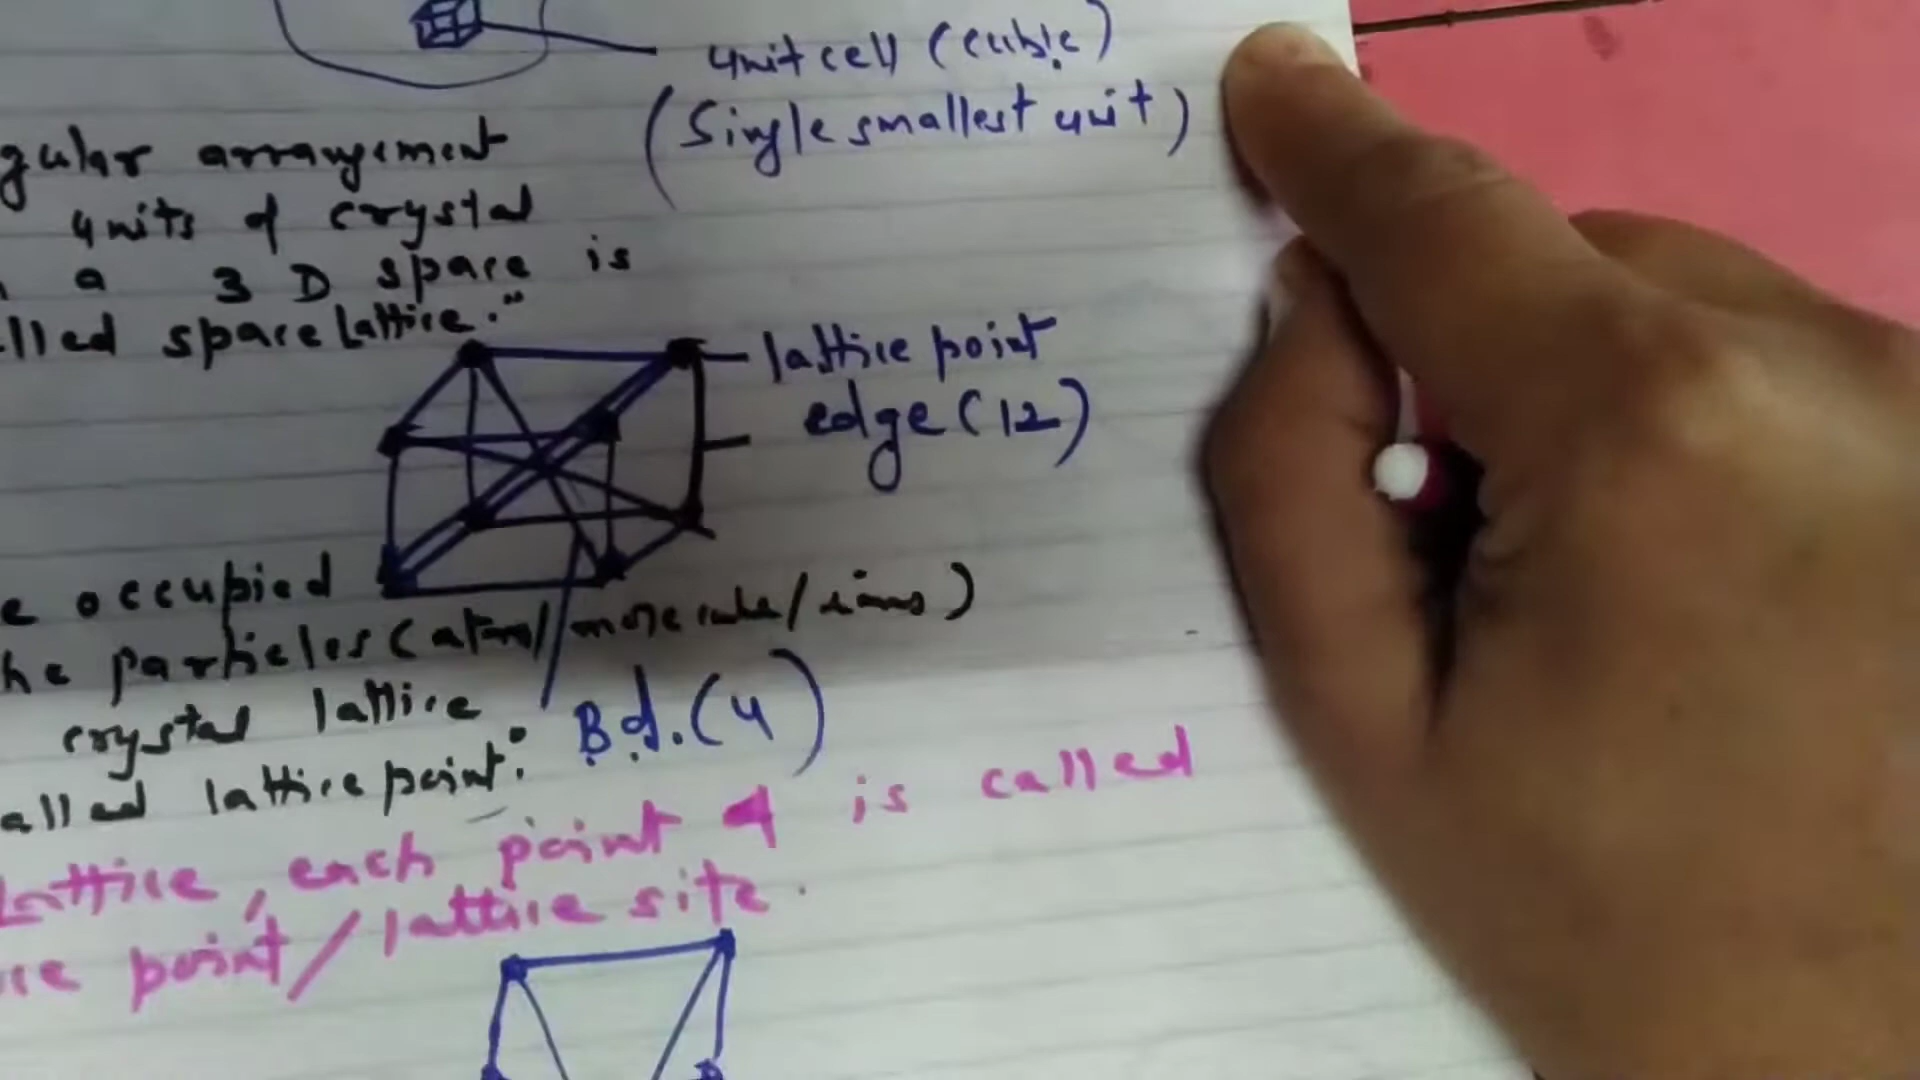 unit cell (cubic)
(Single smallest unit)
gular arrangement
units of crystal
a 3D space is
lled space lattice."
lattice point
edge (12)
e occupied
he particles (atom/molecule/ions)
crystal lattice
alled lattice point."
B.d. (4)
Lattice, each point is called
ice point/lattice site.